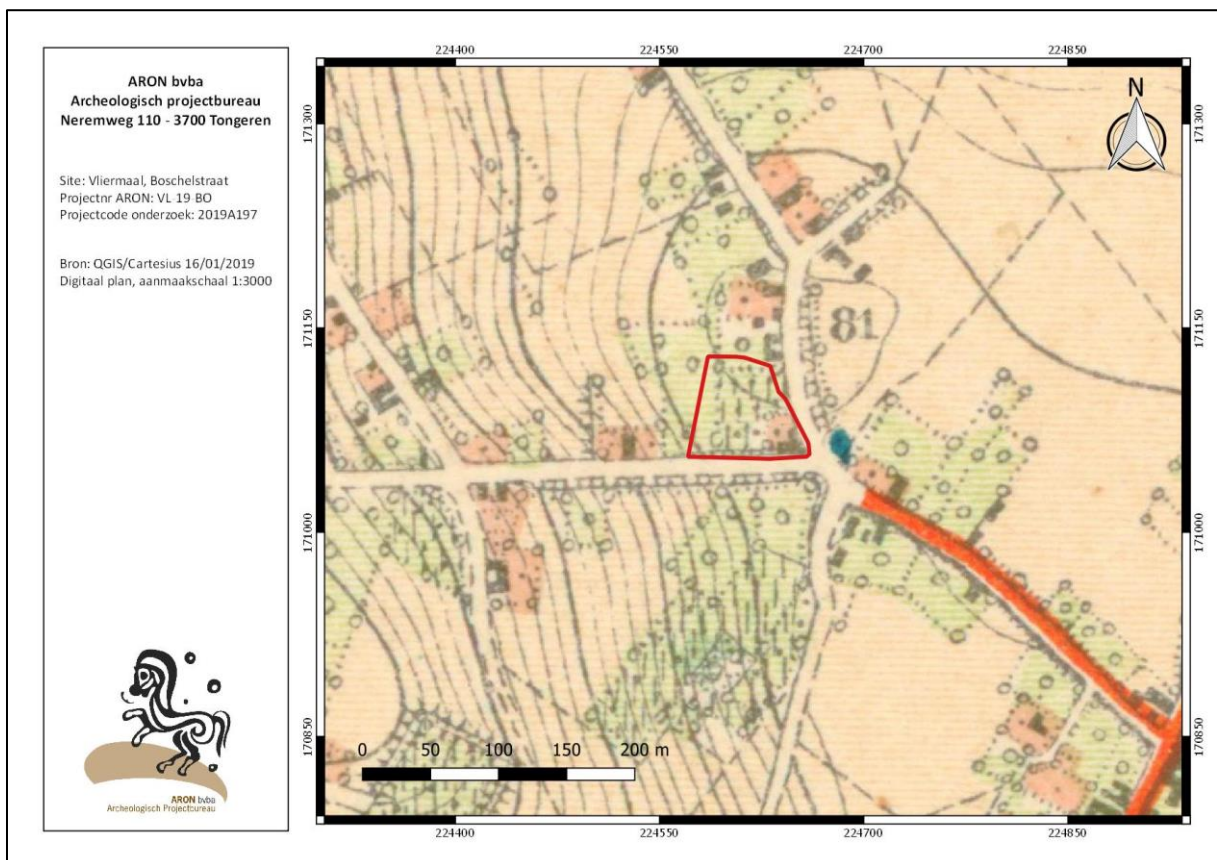 ARON bvba
Archeologisch projectbureau
Neremweg 110 - 3700 Tongeren
Site: Vliermaal, Boschelstraat
Projectnr ARON: VL-19-BO
Projectcode onderzoek: 2019A197
Bron: QGIS/Cartesius 16/01/2019
Digitaal plan, aanmaakschaal 1:3000
ARON bvba
Archeologisch Projectbureau
224400 224550 224700 224850
N
171300 171300
171150 171150
81
171000 171000
170850 170850
0 50 100 150 200 m
224400 224550 224700 224850